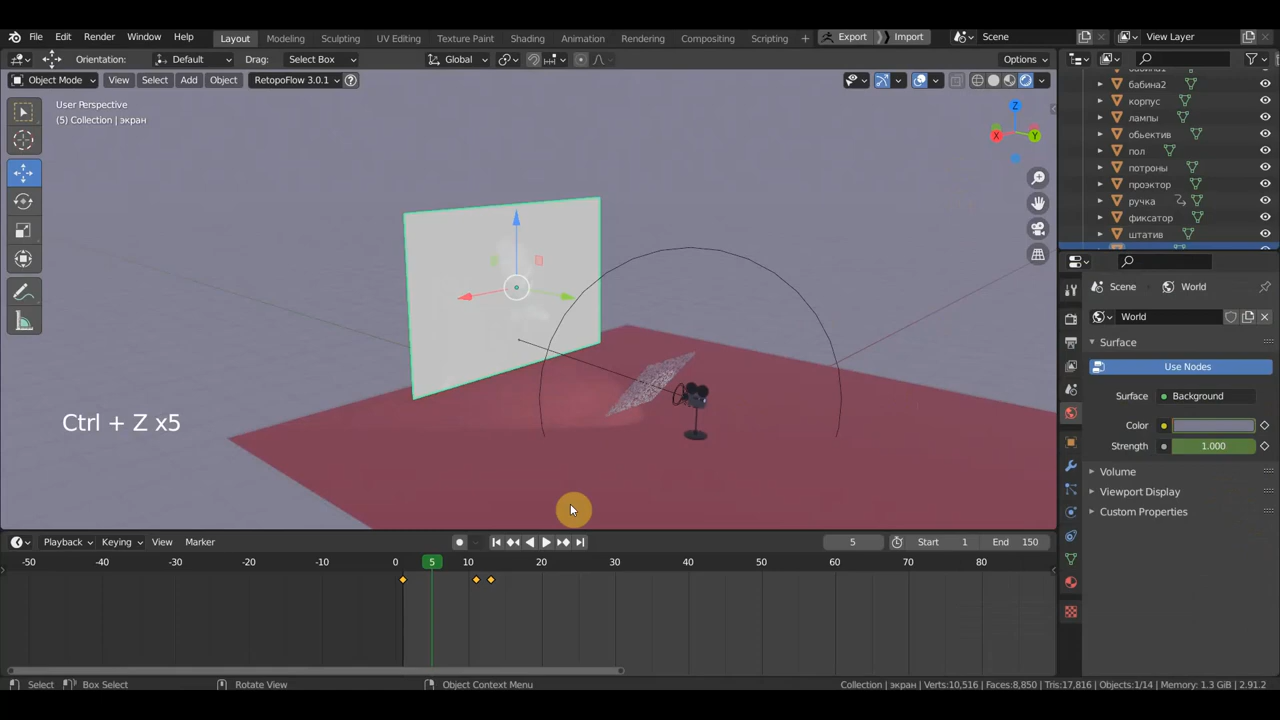 File Edit Render Window Help Layout Modeling Sculpting UV Editing Texture Paint Shading Animation Rendering Compositing Scripting + Export Import Scene View Layer
Orientation: Default Drag: Select Box Global Options
Object Mode View Select Add Object RetopoFlow 3.0.1
User Perspective
(5) Collection | экран
бабина2
корпус
лампы
обьектив
пол
потроны
проэктор
ручка
фиксатор
штатив
Z
X
Y
Scene World
World
Surface
Use Nodes
Surface Background
Color
Strength 1.000
Volume
Viewport Display
Custom Properties
Ctrl + Z x5
Playback Keying View Marker 5 Start 1 End 150
-50 -40 -30 -20 -10 0 5 10 20 30 40 50 60 70 80
Select Box Select Rotate View Object Context Menu Collection | экран | Verts:10,516 | Faces:8,850 | Tris:17,816 | Objects:1/14 | Memory: 1.3 GiB | 2.91.2